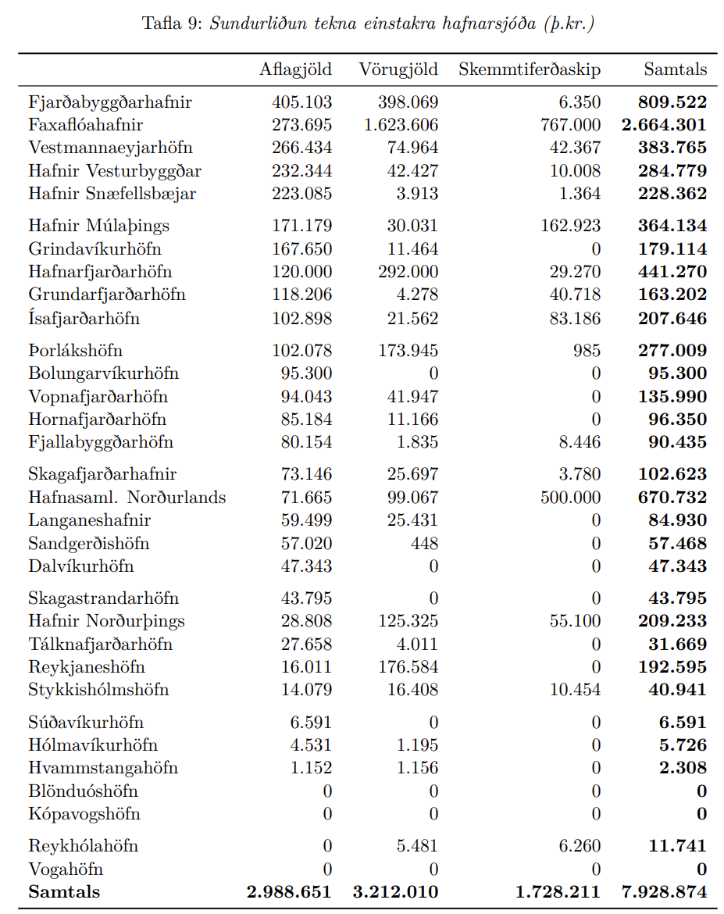 Tafla 9: Sundurliðun tekna einstakra hafnarsjóða (þ.kr.)
Aflagjöld Vörugjöld Skemmtiferðaskip Samtals
Fjarðabyggðarhafnir 405.103 398.069 6.350 809.522
Faxaflóahafnir 273.695 1.623.606 767.000 2.664.301
Vestmannaeyjarhöfn 266.434 74.964 42.367 383.765
Hafnir Vesturbyggðar 232.344 42.427 10.008 284.779
Hafnir Snæfellsbæjar 223.085 3.913 1.364 228.362
Hafnir Múlaþings 171.179 30.031 162.923 364.134
Grindavíkurhöfn 167.650 11.464 0 179.114
Hafnarfjarðarhöfn 120.000 292.000 29.270 441.270
Grundarfjarðarhöfn 118.206 4.278 40.718 163.202
Ísafjarðarhöfn 102.898 21.562 83.186 207.646
Þorlákshöfn 102.078 173.945 985 277.009
Bolungarvíkurhöfn 95.300 0 0 95.300
Vopnafjarðarhöfn 94.043 41.947 0 135.990
Hornafjarðarhöfn 85.184 11.166 0 96.350
Fjallabyggðarhöfn 80.154 1.835 8.446 90.435
Skagafjarðarhafnir 73.146 25.697 3.780 102.623
Hafnasaml. Norðurlands 71.665 99.067 500.000 670.732
Langaneshafnir 59.499 25.431 0 84.930
Sandgerðishöfn 57.020 448 0 57.468
Dalvíkurhöfn 47.343 0 0 47.343
Skagastrandarhöfn 43.795 0 0 43.795
Hafnir Norðurþings 28.808 125.325 55.100 209.233
Tálknafjarðarhöfn 27.658 4.011 0 31.669
Reykjaneshöfn 16.011 176.584 0 192.595
Stykkishólmshöfn 14.079 16.408 10.454 40.941
Súðavíkurhöfn 6.591 0 0 6.591
Hólmavíkurhöfn 4.531 1.195 0 5.726
Hvammstangahöfn 1.152 1.156 0 2.308
Blönduóshöfn 0 0 0 0
Kópavogshöfn 0 0 0 0
Reykhólahöfn 0 5.481 6.260 11.741
Vogahöfn 0 0 0 0
Samtals 2.988.651 3.212.010 1.728.211 7.928.874